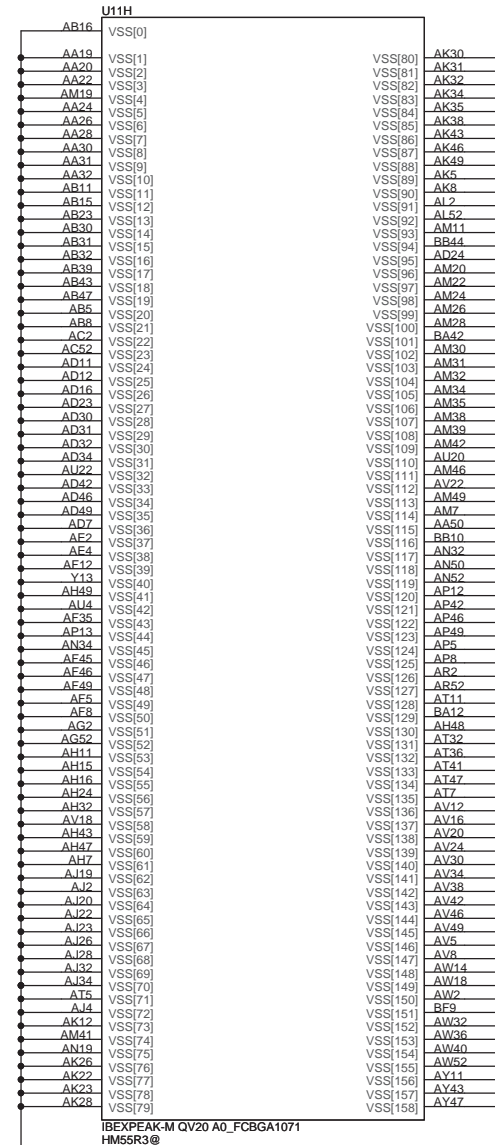 U11H
AB16 VSS[0]
AA19 VSS[1] VSS[80] AK30
AA20 VSS[2] VSS[81] AK31
AA22 VSS[3] VSS[82] AK32
AM19 VSS[4] VSS[83] AK34
AA24 VSS[5] VSS[84] AK35
AA26 VSS[6] VSS[85] AK38
AA28 VSS[7] VSS[86] AK43
AA30 VSS[8] VSS[87] AK46
AA31 VSS[9] VSS[88] AK49
AA32 VSS[10] VSS[89] AK5
AB11 VSS[11] VSS[90] AK8
AB15 VSS[12] VSS[91] AL2
AB23 VSS[13] VSS[92] AL52
AB30 VSS[14] VSS[93] AM11
AB31 VSS[15] VSS[94] BB44
AB32 VSS[16] VSS[95] AD24
AB39 VSS[17] VSS[96] AM20
AB43 VSS[18] VSS[97] AM22
AB47 VSS[19] VSS[98] AM24
AB5 VSS[20] VSS[99] AM26
AB8 VSS[21] VSS[100] AM28
AC2 VSS[22] VSS[101] BA42
AC52 VSS[23] VSS[102] AM30
AD11 VSS[24] VSS[103] AM31
AD12 VSS[25] VSS[104] AM32
AD16 VSS[26] VSS[105] AM34
AD23 VSS[27] VSS[106] AM35
AD30 VSS[28] VSS[107] AM38
AD31 VSS[29] VSS[108] AM39
AD32 VSS[30] VSS[109] AM42
AD34 VSS[31] VSS[110] AU20
AU22 VSS[32] VSS[111] AM46
AD42 VSS[33] VSS[112] AV22
AD46 VSS[34] VSS[113] AM49
AD49 VSS[35] VSS[114] AM7
AD7 VSS[36] VSS[115] AA50
AE2 VSS[37] VSS[116] BB10
AE4 VSS[38] VSS[117] AN32
AF12 VSS[39] VSS[118] AN50
Y13 VSS[40] VSS[119] AN52
AH49 VSS[41] VSS[120] AP12
AU4 VSS[42] VSS[121] AP42
AF35 VSS[43] VSS[122] AP46
AP13 VSS[44] VSS[123] AP49
AN34 VSS[45] VSS[124] AP5
AF45 VSS[46] VSS[125] AP8
AF46 VSS[47] VSS[126] AR2
AF49 VSS[48] VSS[127] AR52
AF5 VSS[49] VSS[128] AT11
AF8 VSS[50] VSS[129] BA12
AG2 VSS[51] VSS[130] AH48
AG52 VSS[52] VSS[131] AT32
AH11 VSS[53] VSS[132] AT36
AH15 VSS[54] VSS[133] AT41
AH16 VSS[55] VSS[134] AT47
AH24 VSS[56] VSS[135] AT7
AH32 VSS[57] VSS[136] AV12
AV18 VSS[58] VSS[137] AV16
AH43 VSS[59] VSS[138] AV20
AH47 VSS[60] VSS[139] AV24
AH7 VSS[61] VSS[140] AV30
AJ19 VSS[62] VSS[141] AV34
AJ2 VSS[63] VSS[142] AV38
AJ20 VSS[64] VSS[143] AV42
AJ22 VSS[65] VSS[144] AV46
AJ23 VSS[66] VSS[145] AV49
AJ26 VSS[67] VSS[146] AV5
AJ28 VSS[68] VSS[147] AV8
AJ32 VSS[69] VSS[148] AW14
AJ34 VSS[70] VSS[149] AW18
AT5 VSS[71] VSS[150] AW2
AJ4 VSS[72] VSS[151] BF9
AK12 VSS[73] VSS[152] AW32
AM41 VSS[74] VSS[153] AW36
AN19 VSS[75] VSS[154] AW40
AK26 VSS[76] VSS[155] AW52
AK22 VSS[77] VSS[156] AY11
AK23 VSS[78] VSS[157] AY43
AK28 VSS[79] VSS[158] AY47
IBEXPEAK-M QV20 A0_FCBGA1071
HM55R3@